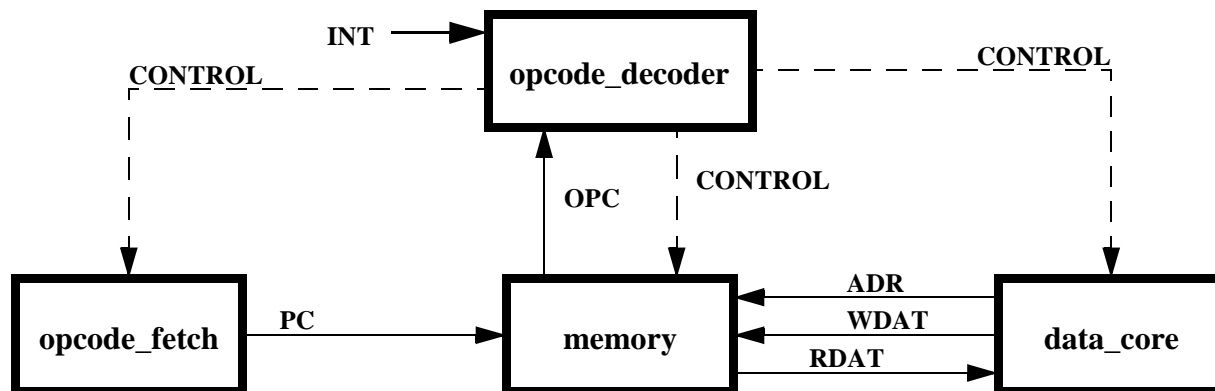 INT
opcode_decoder
CONTROL
CONTROL
CONTROL
OPC
opcode_fetch
PC
memory
ADR
WDAT
RDAT
data_core